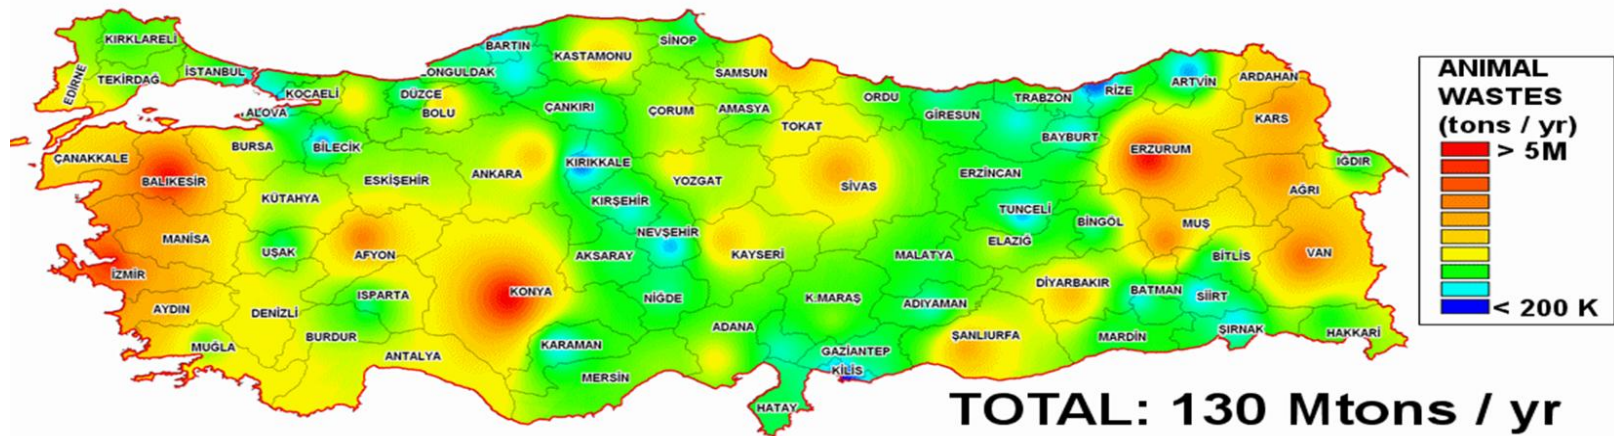 KIRKLARELİ
EDİRNE
TEKİRDAĞ
İSTANBUL
KOCAELİ
YALOVA
BARTIN
ONGULDAK
KASTAMONU
SİNOP
SAMSUN
DÜZCE
BOLU
ÇANKIRI
ÇORUM
AMASYA
TOKAT
ORDU
GİRESUN
TRABZON
RİZE
ARTVİN
ARDAHAN
KARS
BAYBURT
ERZURUM
IĞDIR
AĞRI
ÇANAKKALE
BALIKESİR
BURSA
BİLECİK
KÜTAHYA
ESKİŞEHİR
ANKARA
KIRIKKALE
KIRŞEHİR
YOZGAT
SİVAS
ERZİNCAN
TUNCELİ
BİNGÖL
MUŞ
ELAZIĞ
BİTLİS
VAN
MANİSA
UŞAK
AFYON
İZMİR
AYDIN
DENİZLİ
ISPARTA
BURDUR
MUĞLA
ANTALYA
KONYA
AKSARAY
NEVŞEHİR
KAYSERİ
NİĞDE
MALATYA
K.MARAŞ
ADIYAMAN
DİYARBAKIR
BATMAN
SİİRT
ŞIRNAK
HAKKARİ
MARDİN
ŞANLIURFA
GAZİANTEP
KİLİS
HATAY
ADANA
MERSİN
KARAMAN
ANIMAL
WASTES
(tons / yr)
> 5M
< 200 K
TOTAL: 130 Mtons / yr